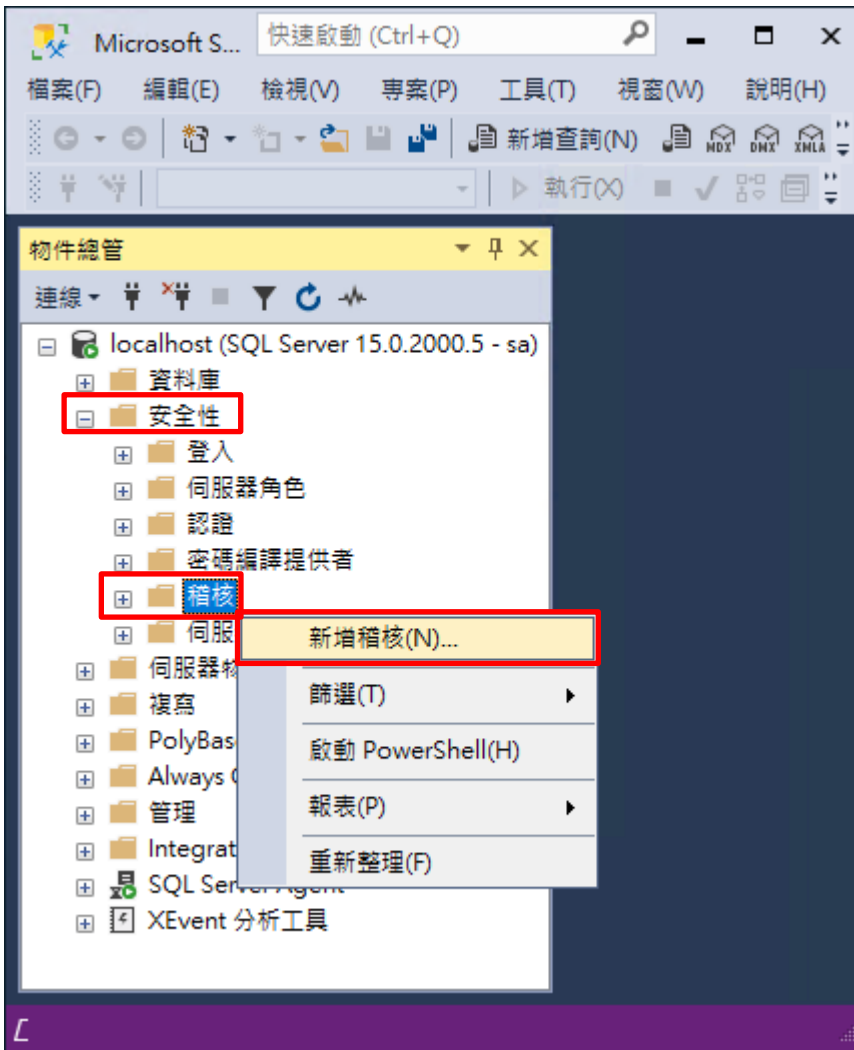 Microsoft S... 快速啟動 (Ctrl+Q)
檔案(F) 編輯(E) 檢視(V) 專案(P) 工具(T) 視窗(W) 說明(H)
新增查詢(N) MDX DMX XMLA
執行(X)
物件總管
連線
localhost (SQL Server 15.0.2000.5 - sa)
資料庫
安全性
登入
伺服器角色
認證
密碼編譯提供者
稽核
伺服
伺服器物
複寫
PolyBas
Always
管理
Integrat
SQL Server Agent
XEvent 分析工具
新增稽核(N)...
篩選(T)
啟動 PowerShell(H)
報表(P)
重新整理(F)